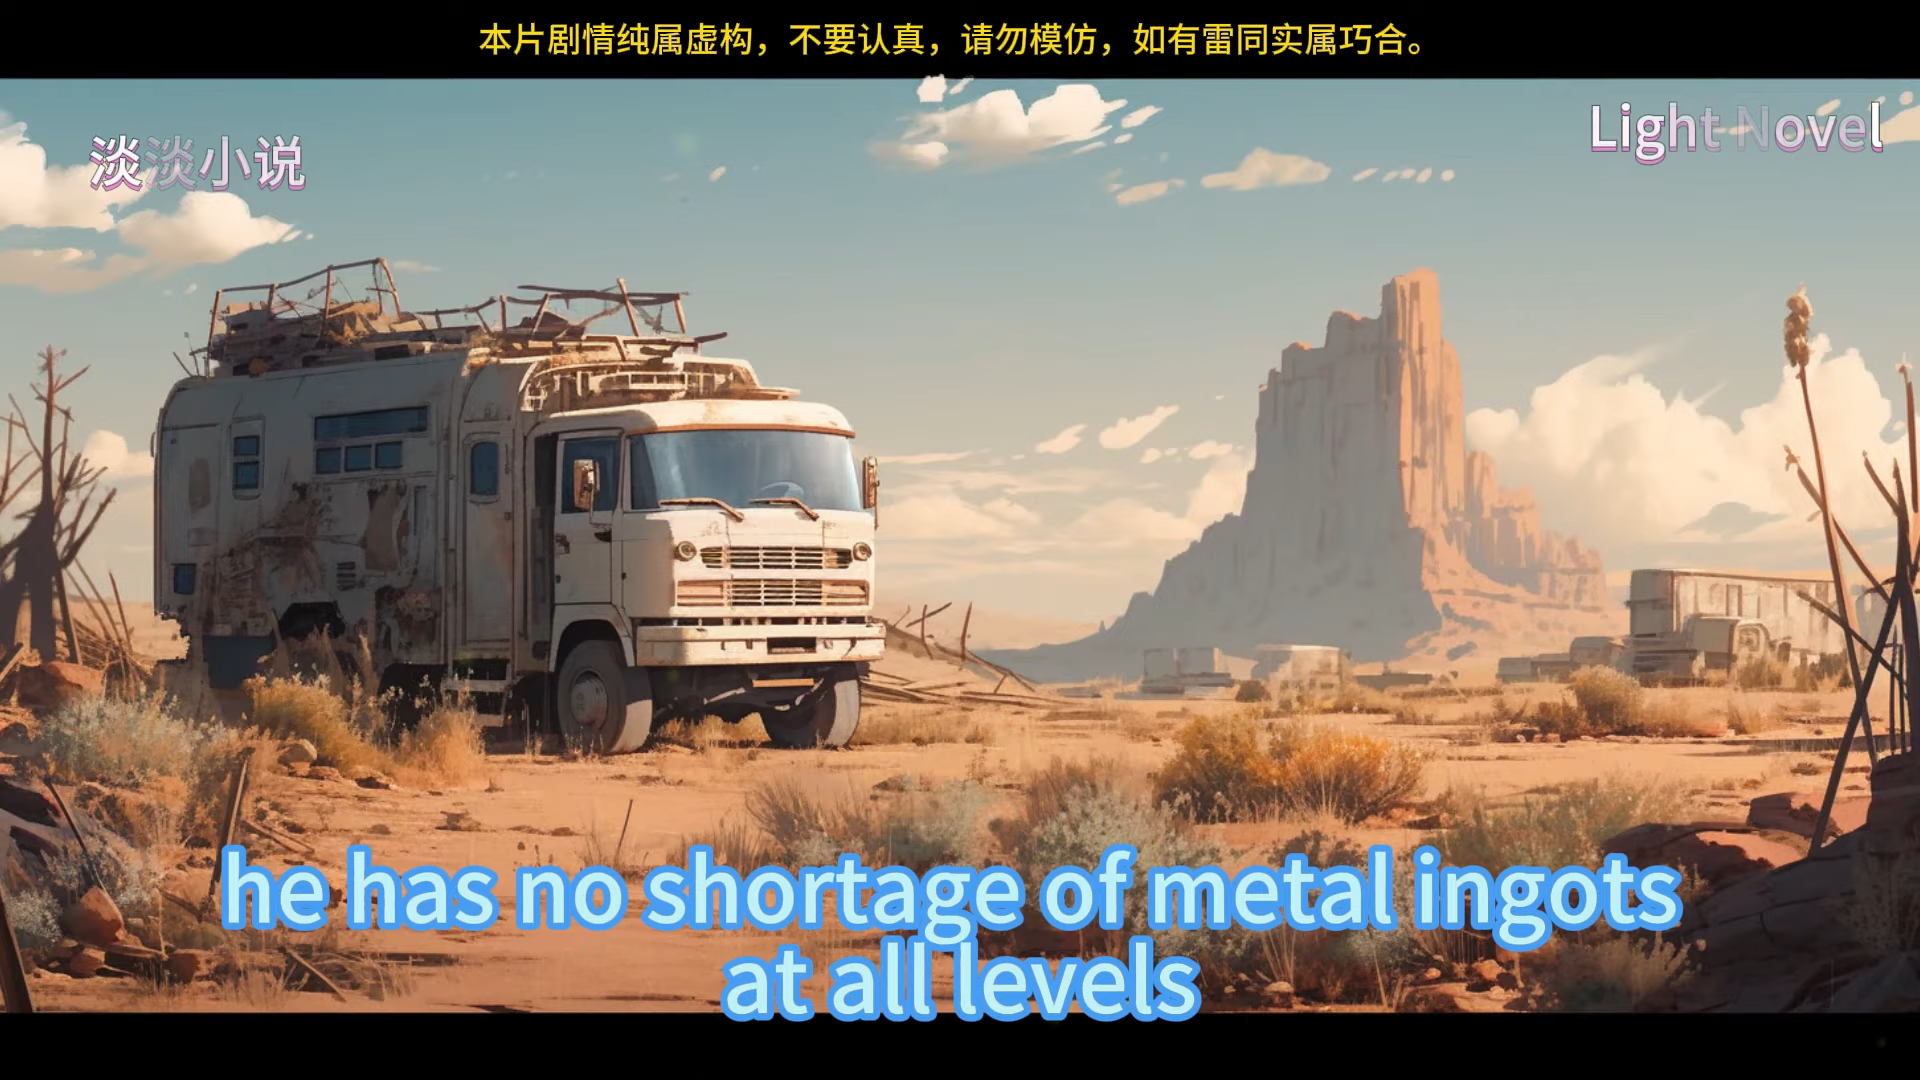 本片剧情纯属虚构，不要认真，请勿模仿，如有雷同实属巧合。
淡淡小说
Light Novel
he has no shortage of metal ingots
at all levels